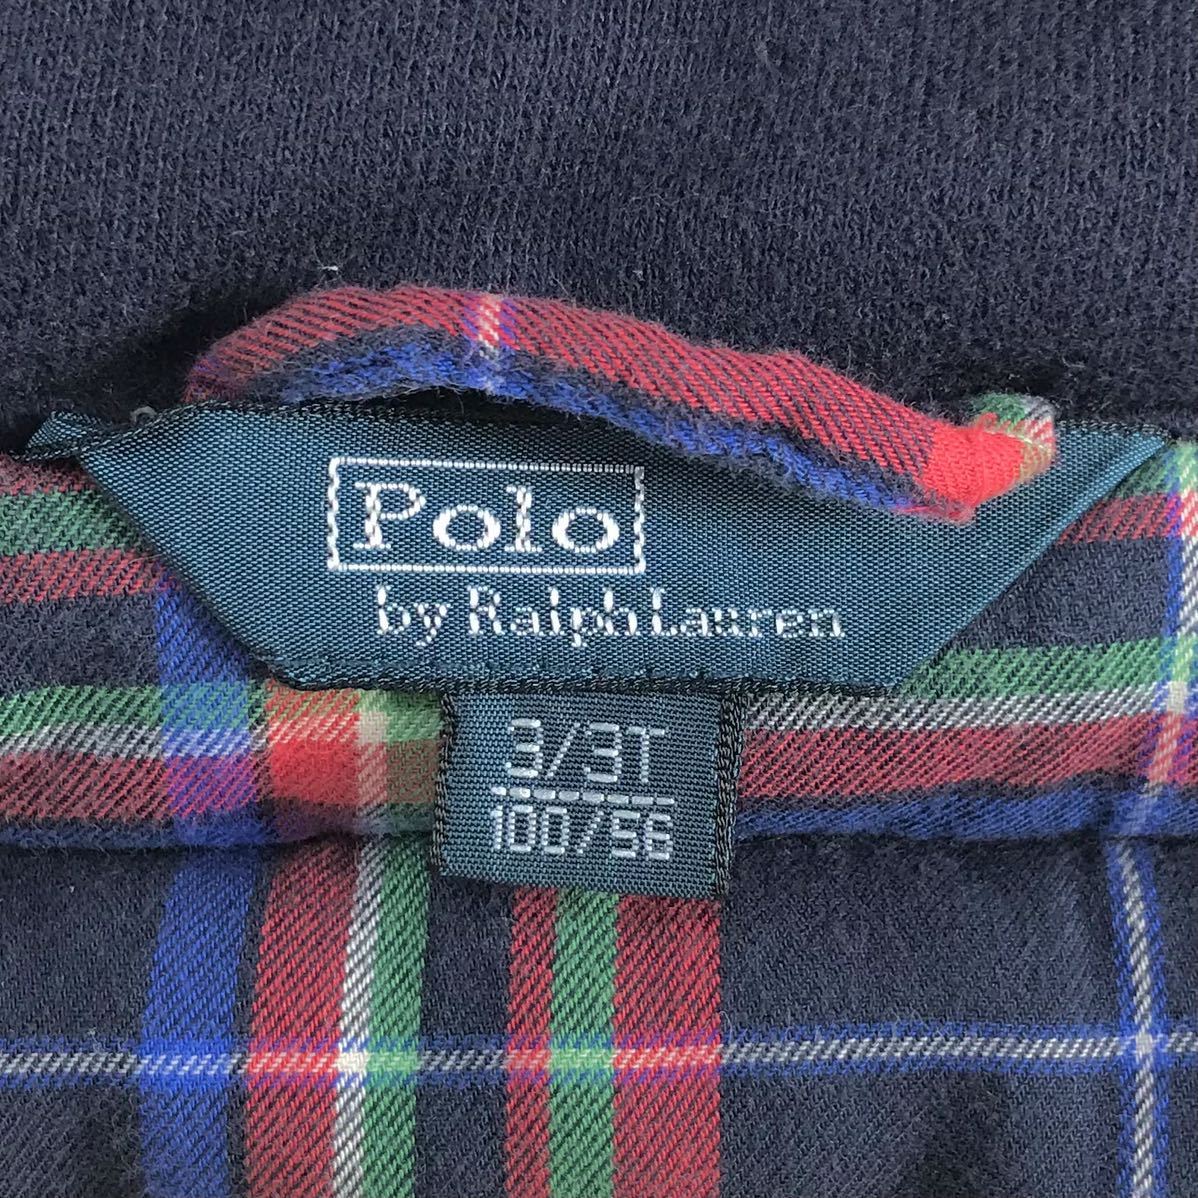 Polo
by Ralph Lauren
3/3T
100/56